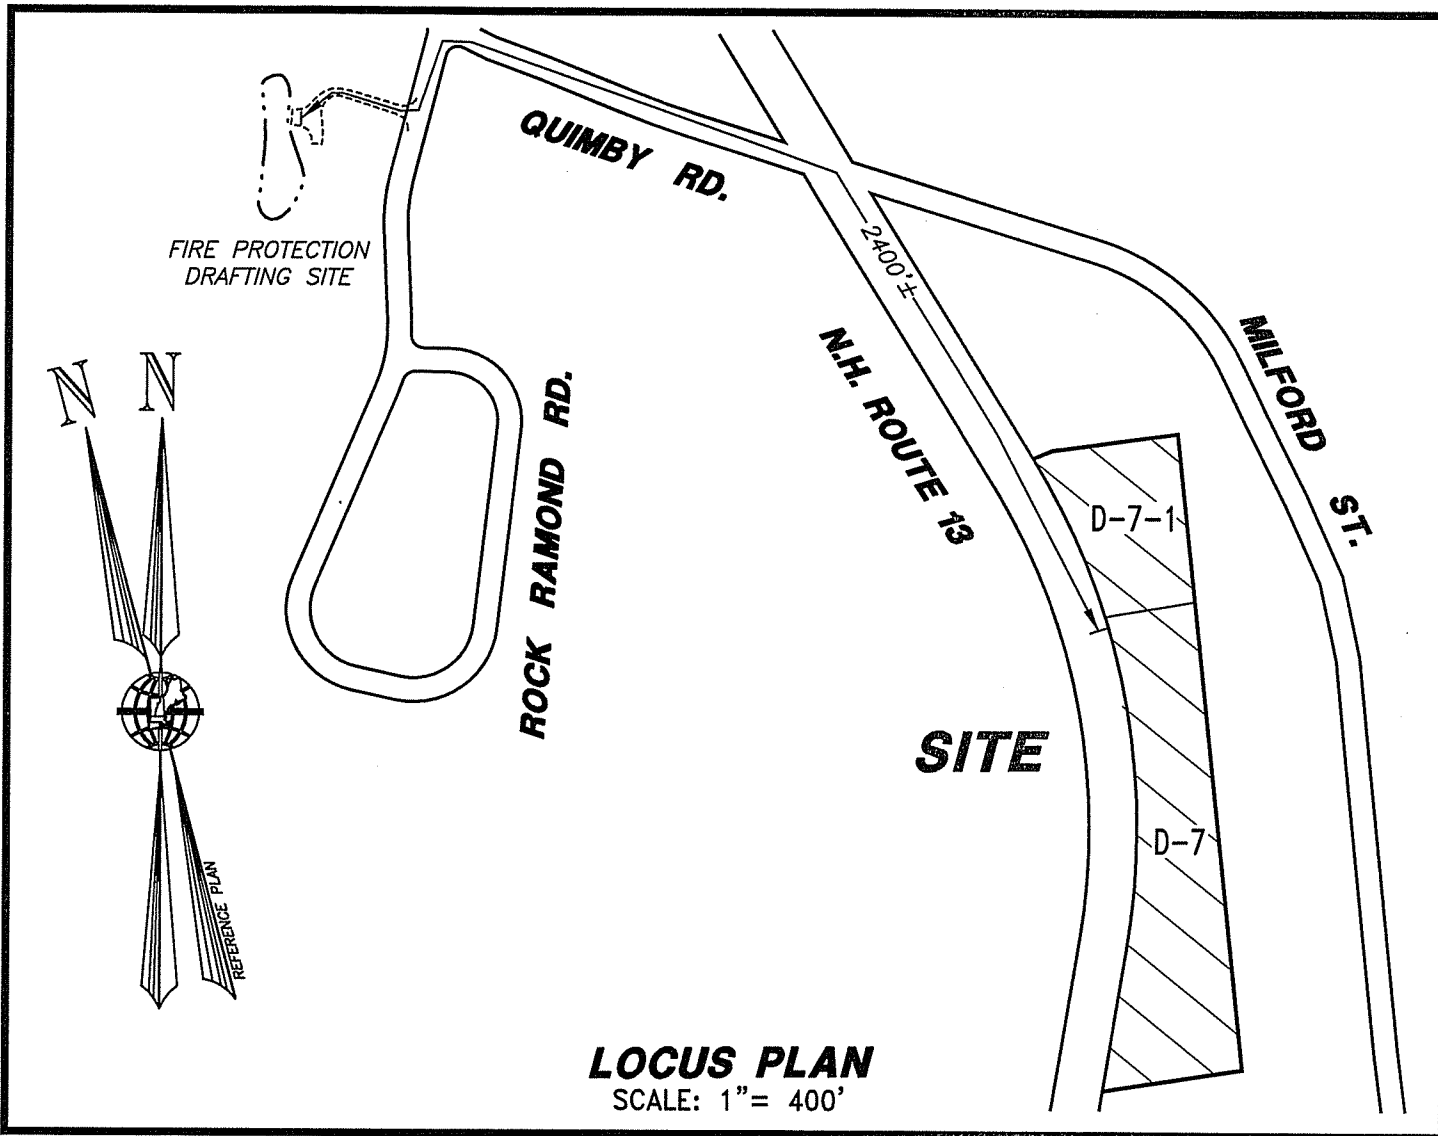 QUIMBY RD.
FIRE PROTECTION
DRAFTING SITE
2400'±
MILFORD ST.
N.H. ROUTE 13
N N
ROCK RAMOND RD.
D-7-1
SITE
D-7
REFERENCE PLAN
LOCUS PLAN
SCALE: 1"= 400'